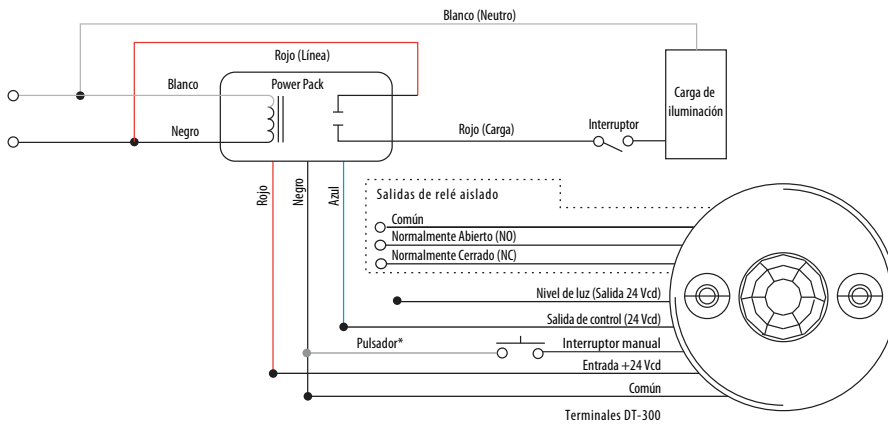 Blanco (Neutro)
Rojo (Línea)
Blanco
Power Pack
Carga de
iluminación
Negro
Rojo (Carga)
Interruptor
Rojo
Negro
Azul
Salidas de relé aislado
Común
Normalmente Abierto (NO)
Normalmente Cerrado (NC)
Nivel de luz (Salida 24 Vcd)
Salida de control (24 Vcd)
Pulsador*
Interruptor manual
Entrada +24 Vcd
Común
Terminales DT-300